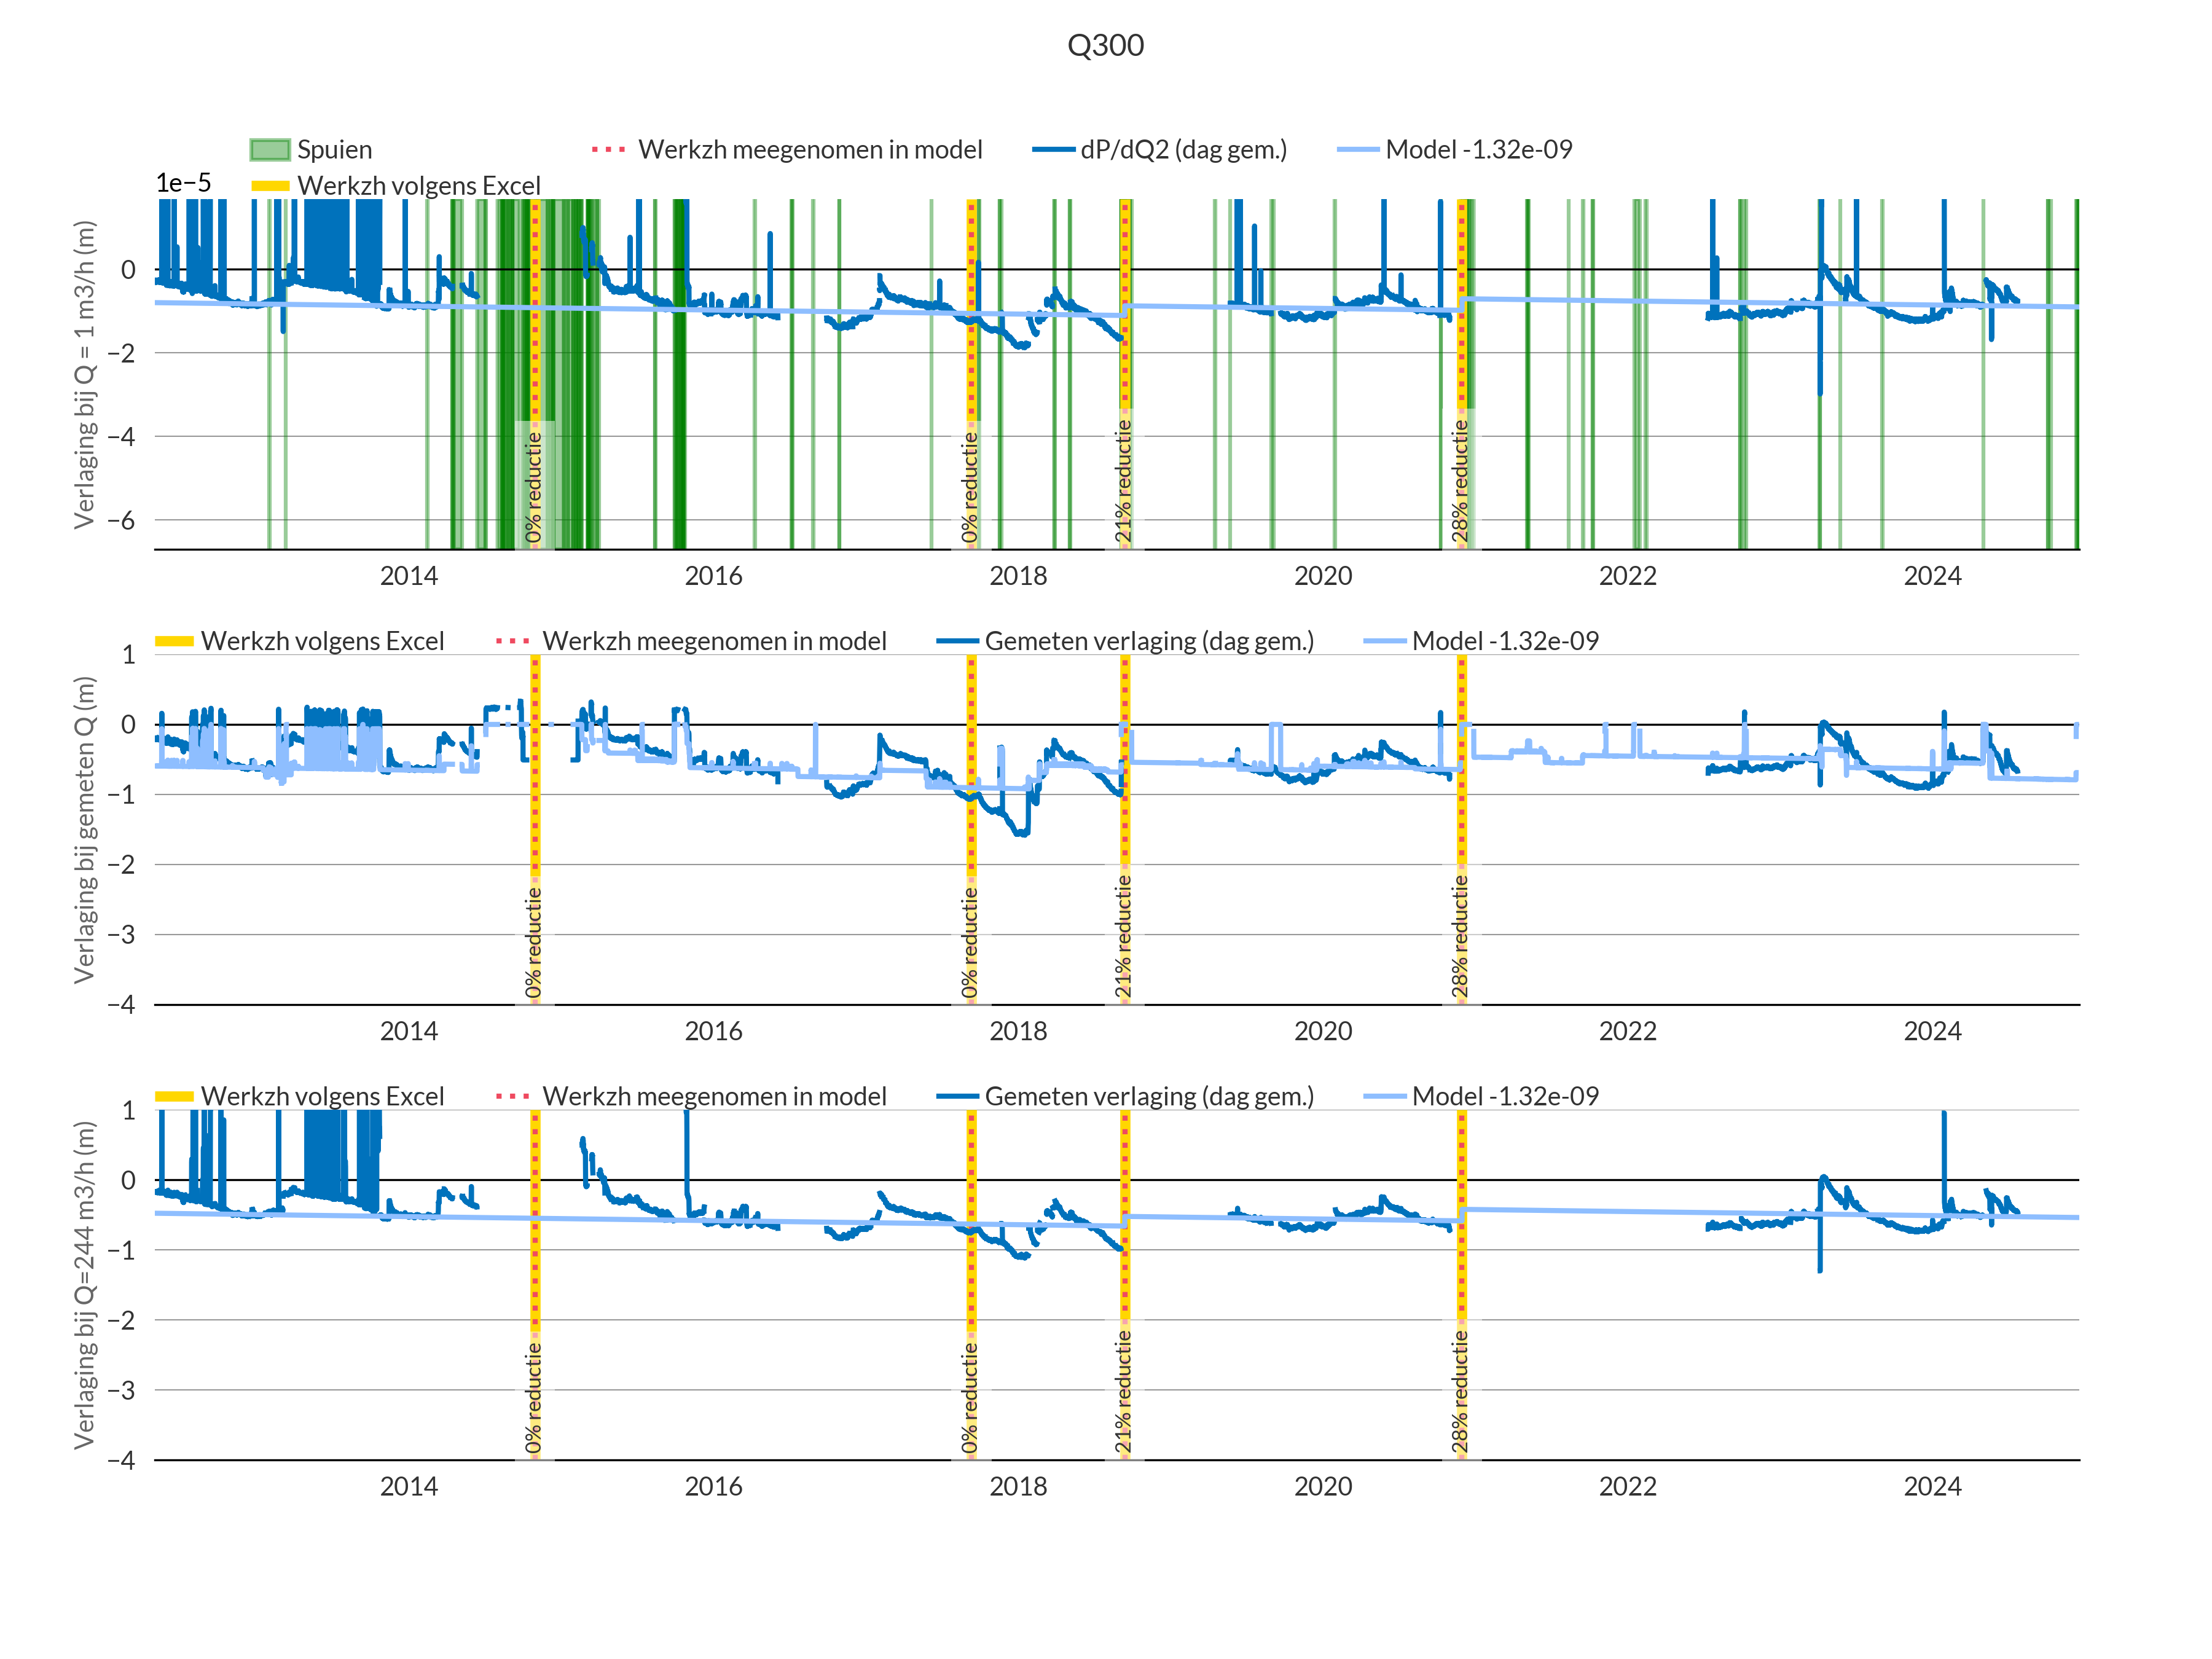 Q300
Spuien
Werkzh meegenomen in model
dP/dQ2 (dag gem.)
Model -1.32e-09
Werkzh volgens Excel
1e−5
Verlaging bij Q = 1 m3/h (m)
0
−2
−4
−6
0% reductie
0% reductie
21% reductie
28% reductie
2014 2016 2018 2020 2022 2024
Werkzh volgens Excel
Werkzh meegenomen in model
Gemeten verlaging (dag gem.)
Model -1.32e-09
Verlaging bij gemeten Q (m)
1
0
−1
−2
−3
−4
0% reductie
0% reductie
21% reductie
28% reductie
2014 2016 2018 2020 2022 2024
Werkzh volgens Excel
Werkzh meegenomen in model
Gemeten verlaging (dag gem.)
Model -1.32e-09
Verlaging bij Q=244 m3/h (m)
1
0
−1
−2
−3
−4
0% reductie
0% reductie
21% reductie
28% reductie
2014 2016 2018 2020 2022 2024